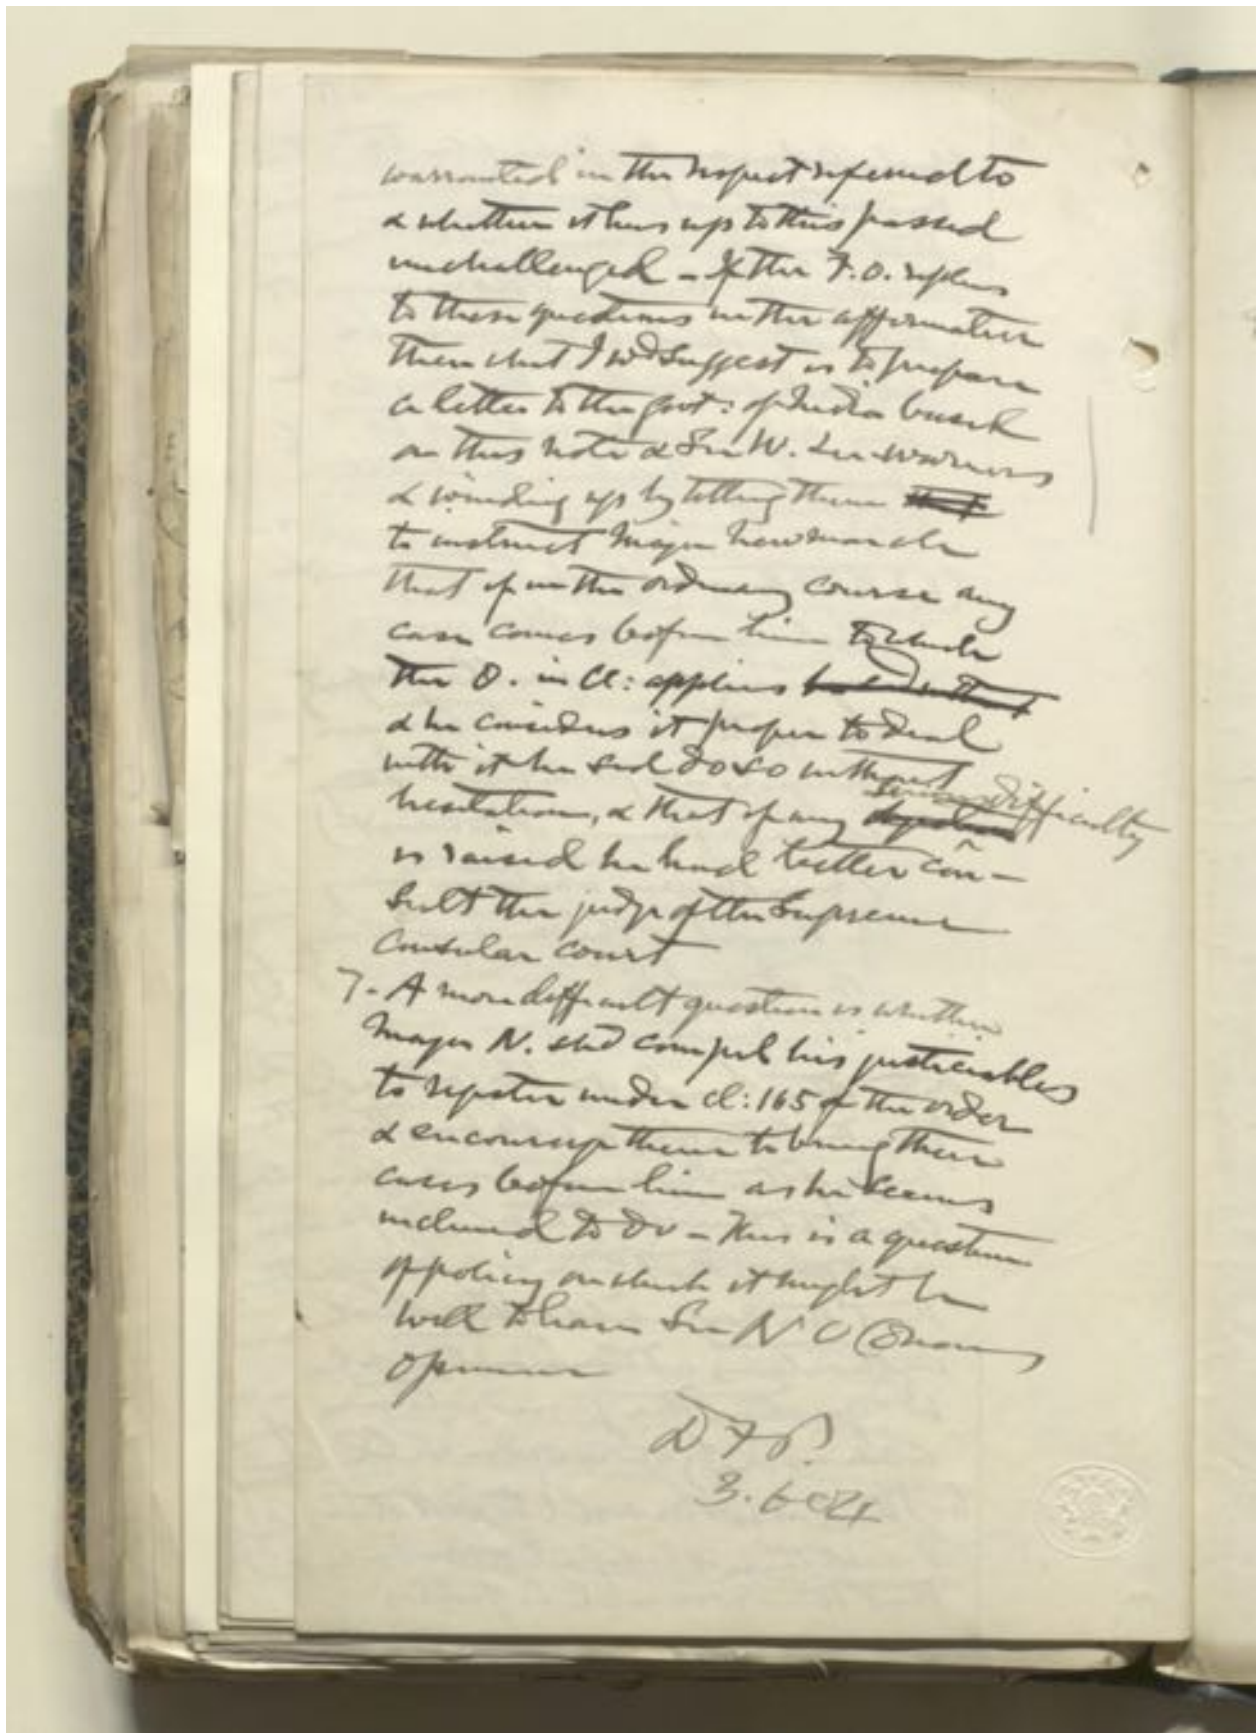 warranted in the respect referred to
& whether it has up to this passed
unchallenged - If the F.O. replies
to these questions in the affirmative
then what I wd suggest is to prepare
a letter to the Govt: of India based
on this note & Sir W. Lee-Warner's
& winding up by telling them that
to instruct Major Newmarch
that if in the ordinary course any
case comes before him to which
the O. in Cl: applies
& he considers it proper to deal
with it he shd do so without
hesitation, & that if any serious difficulty
is raised he had better con-
sult the judge of the Supreme
Consular Court
7- A more difficult question is whether
Major N. shd compel his justiciables
to register under cl: 165 of the order
& encourage them to bring their
cases before him as he seems
inclined to do - This is a question
of policy on which it might be
well to have Sir N O'Conor's
opinion
3.6.04